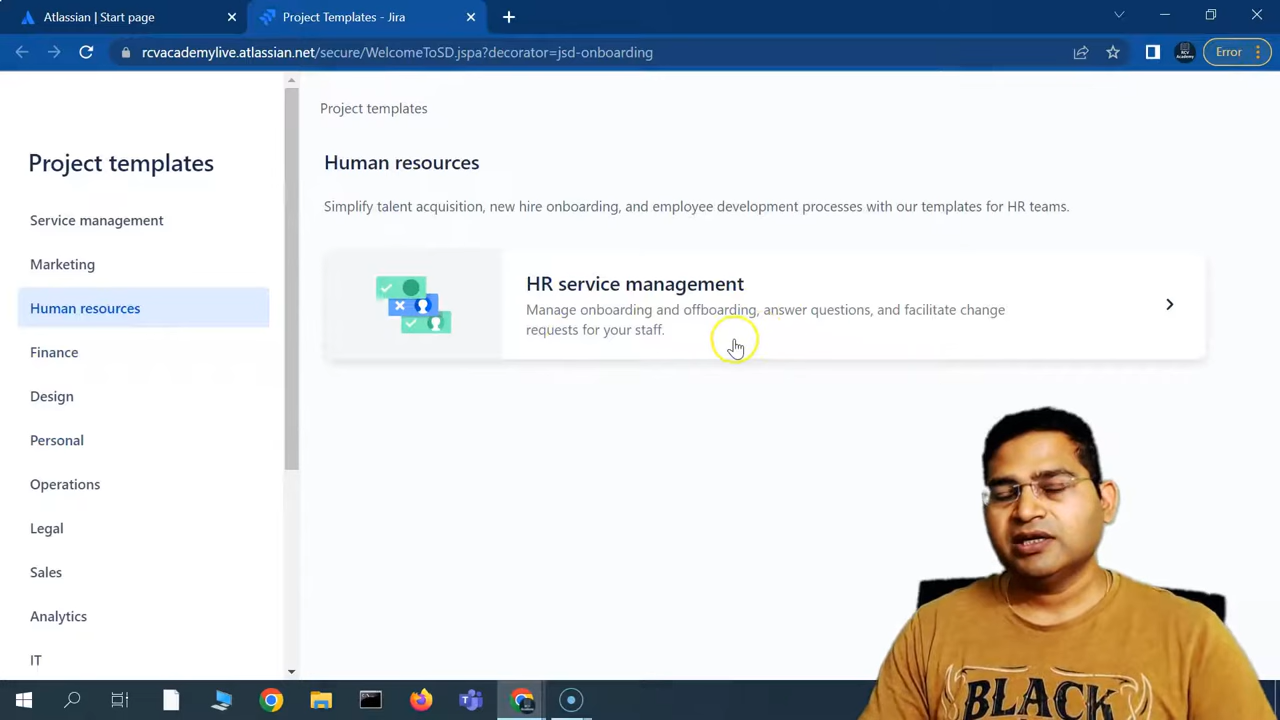 Atlassian | Start page
Project Templates - Jira
rcvacademylive.atlassian.net/secure/WelcomeToSD.jspa?decorator=jsd-onboarding
Error
Project templates
Service management
Marketing
Human resources
Finance
Design
Personal
Operations
Legal
Sales
Analytics
IT
Project templates
Human resources
Simplify talent acquisition, new hire onboarding, and employee development processes with our templates for HR teams.
HR service management
Manage onboarding and offboarding, answer questions, and facilitate change
requests for your staff.
BLACK